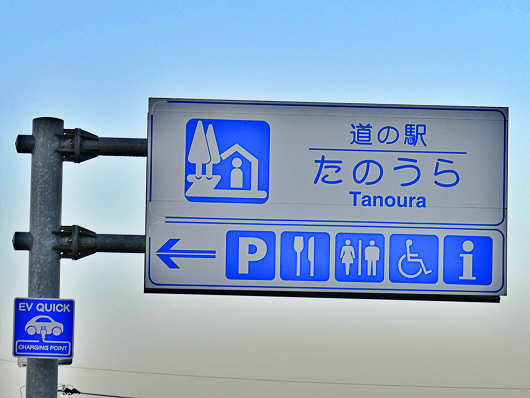 道の駅
たのうら
Tanoura
P
i
EV QUICK
CHARGING POINT